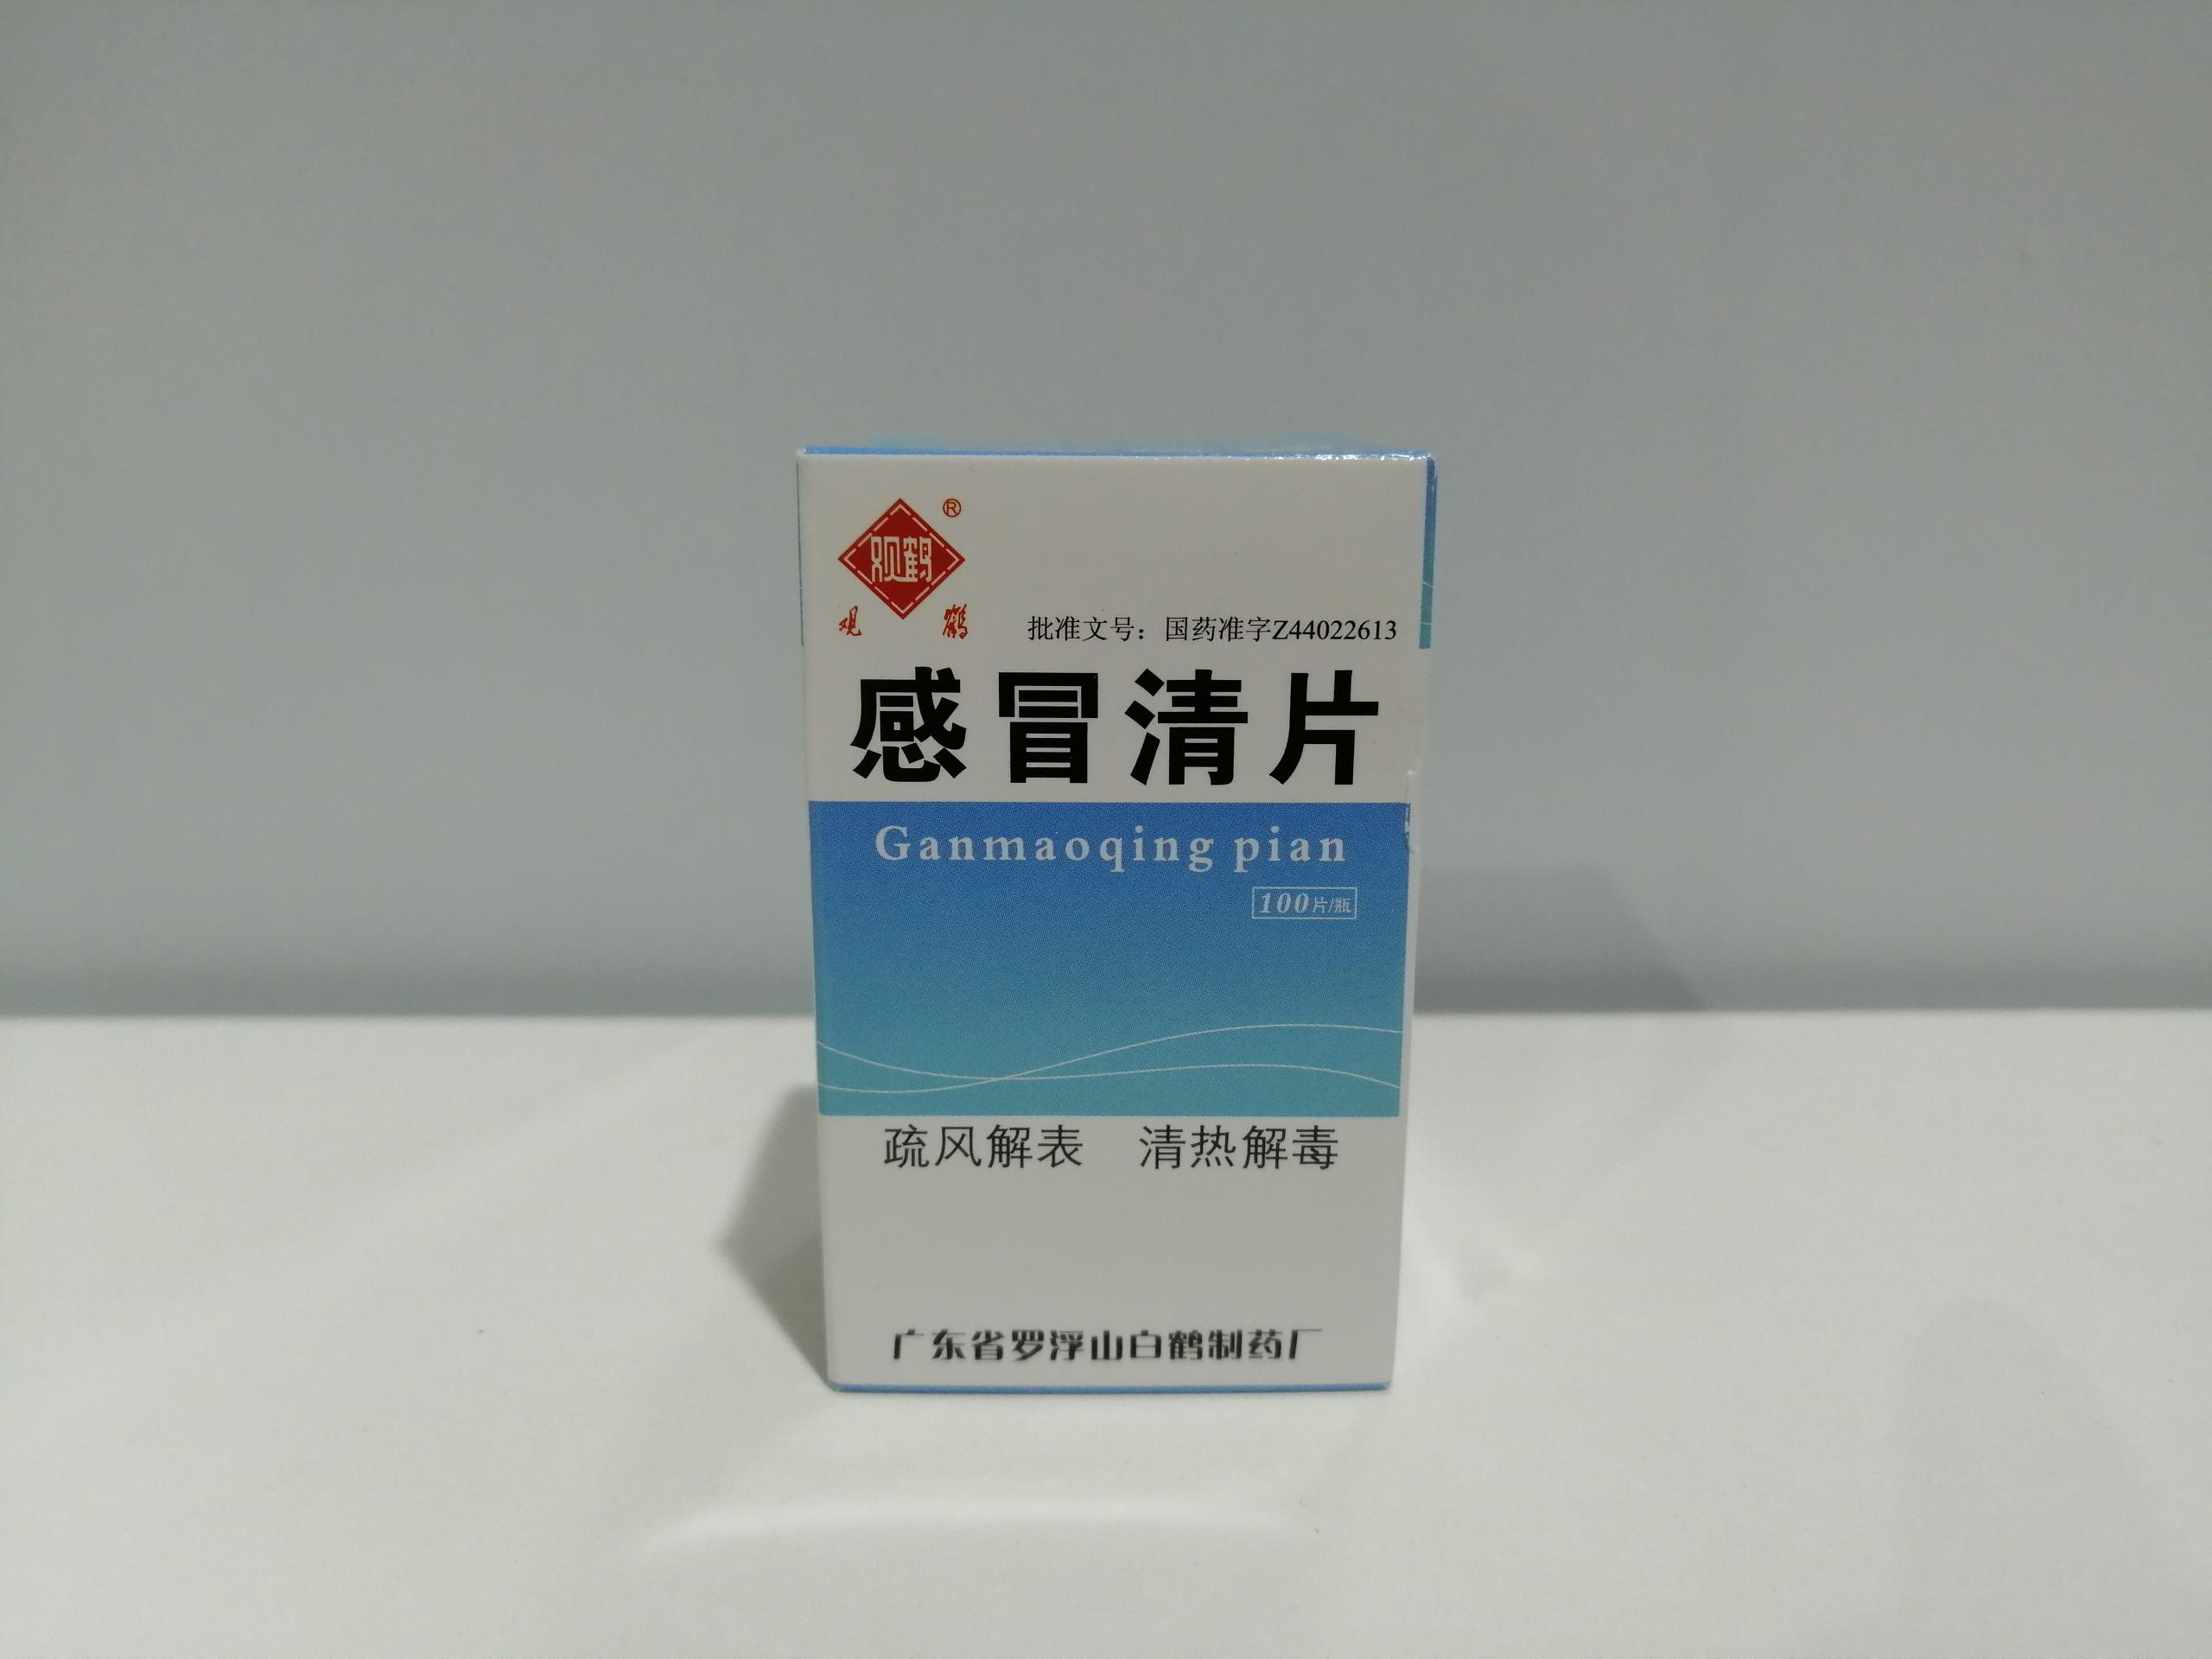 ®
观鹤
观 鹤
批准文号：国药准字Z44022613
感冒清片
Ganmaoqing pian
100片/瓶
疏风解表 清热解毒
广东省罗浮山白鹤制药厂